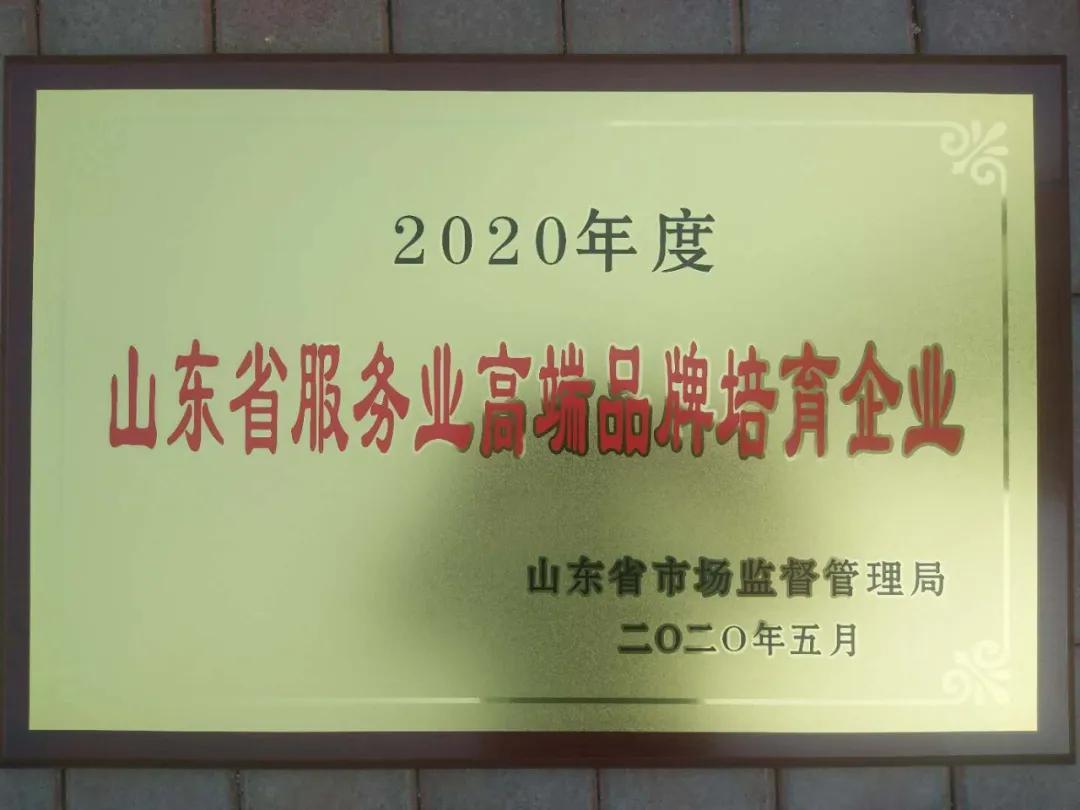 2020年度
山东省服务业高端品牌培育企业
山东省市场监督管理局
二〇二〇年五月